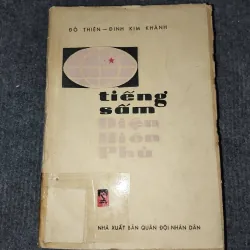 ĐỖ THIỆN — ĐINH KIM KHÁNH
tiếng
sấm
Điện
Biên
Phủ
NHÀ XUẤT BẢN QUÂN ĐỘI NHÂN DÂN